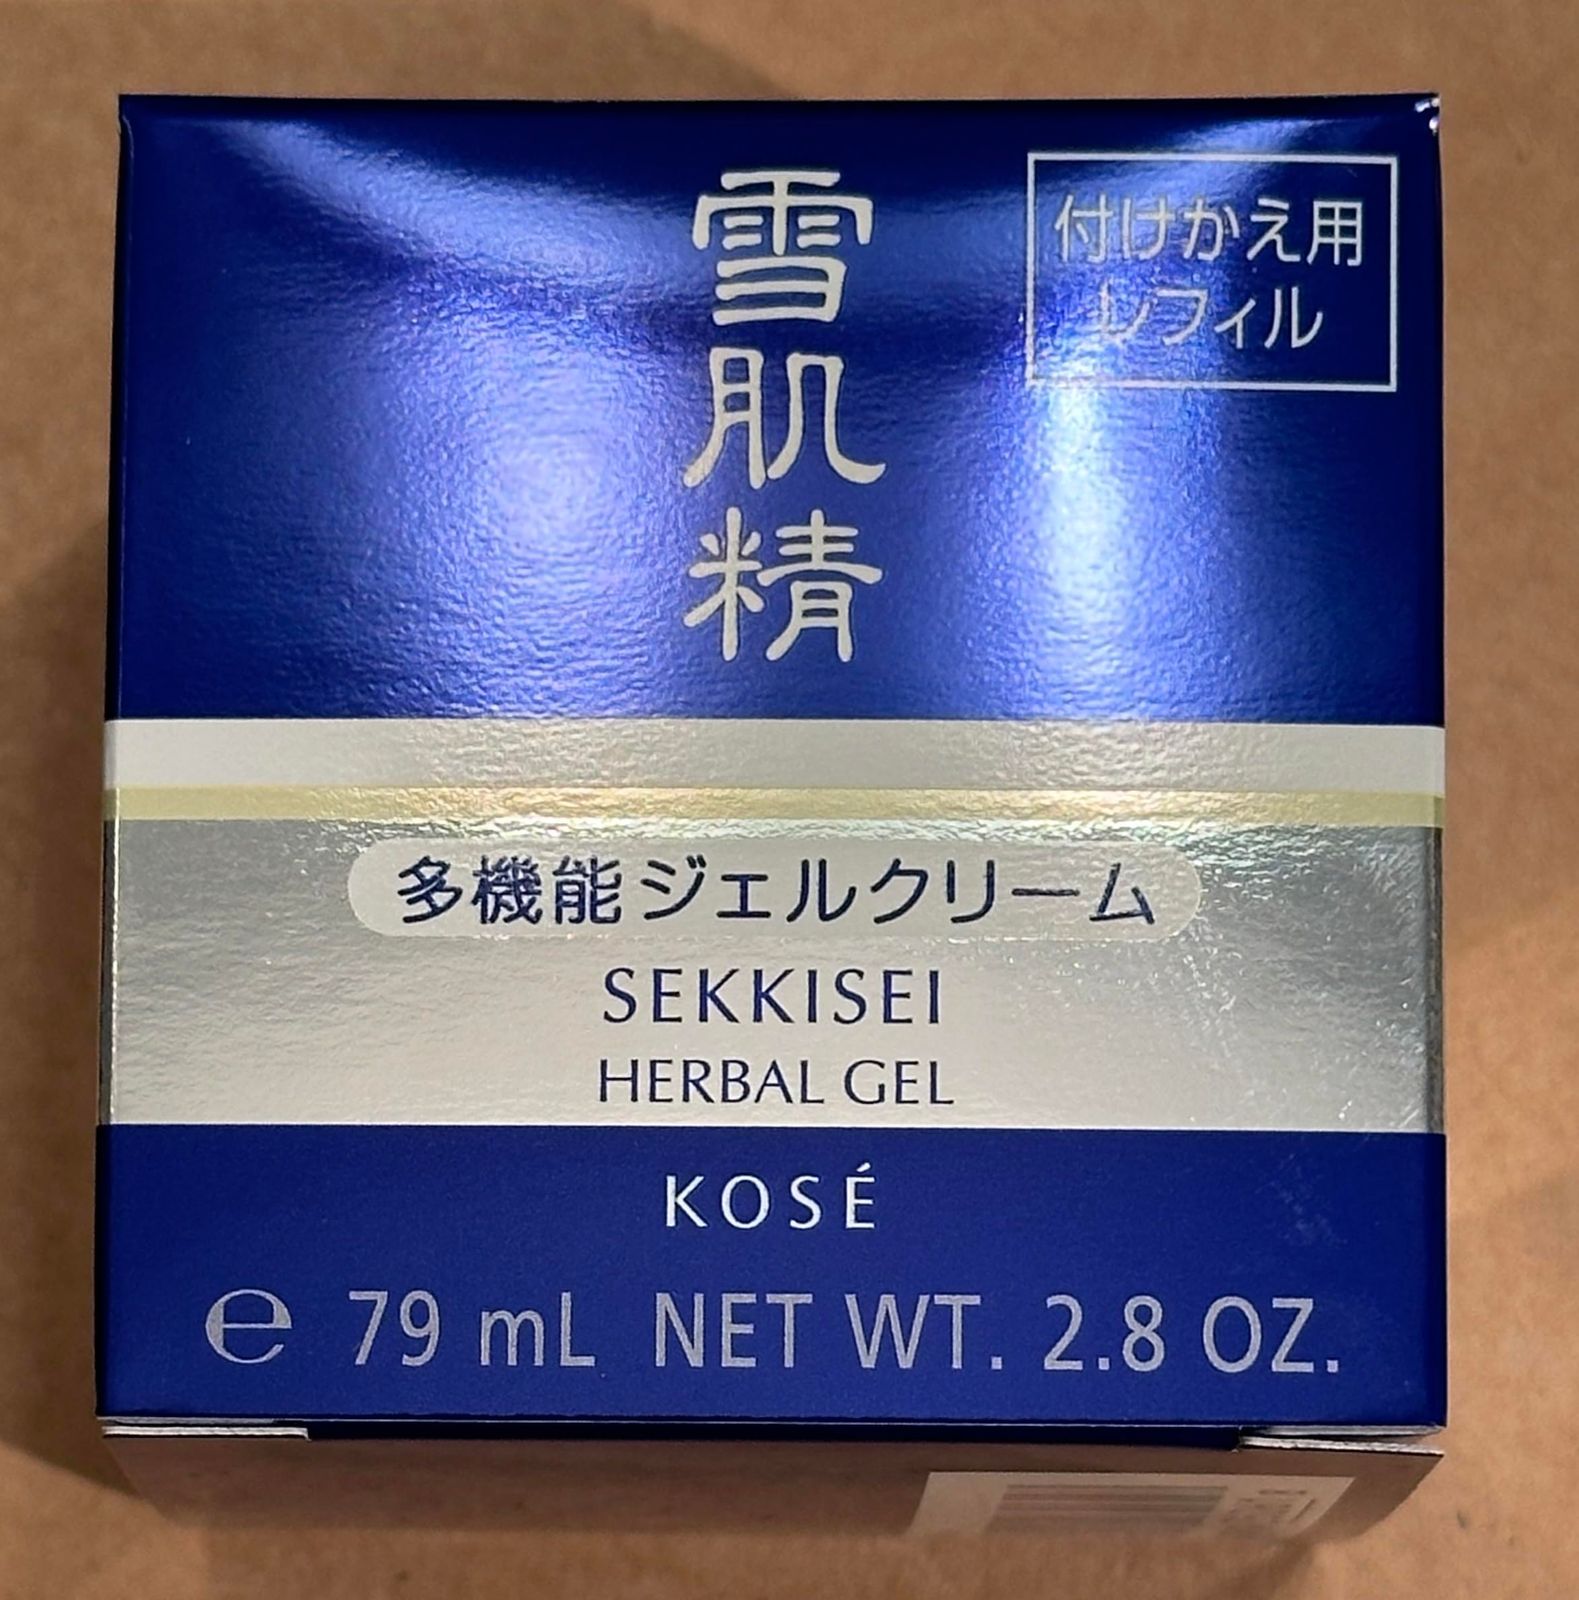 雪肌精
付けかえ用
レフィル
多機能ジェルクリーム
SEKKISEI
HERBAL GEL
KOSÉ
℮ 79 mL NET WT. 2.8 OZ.